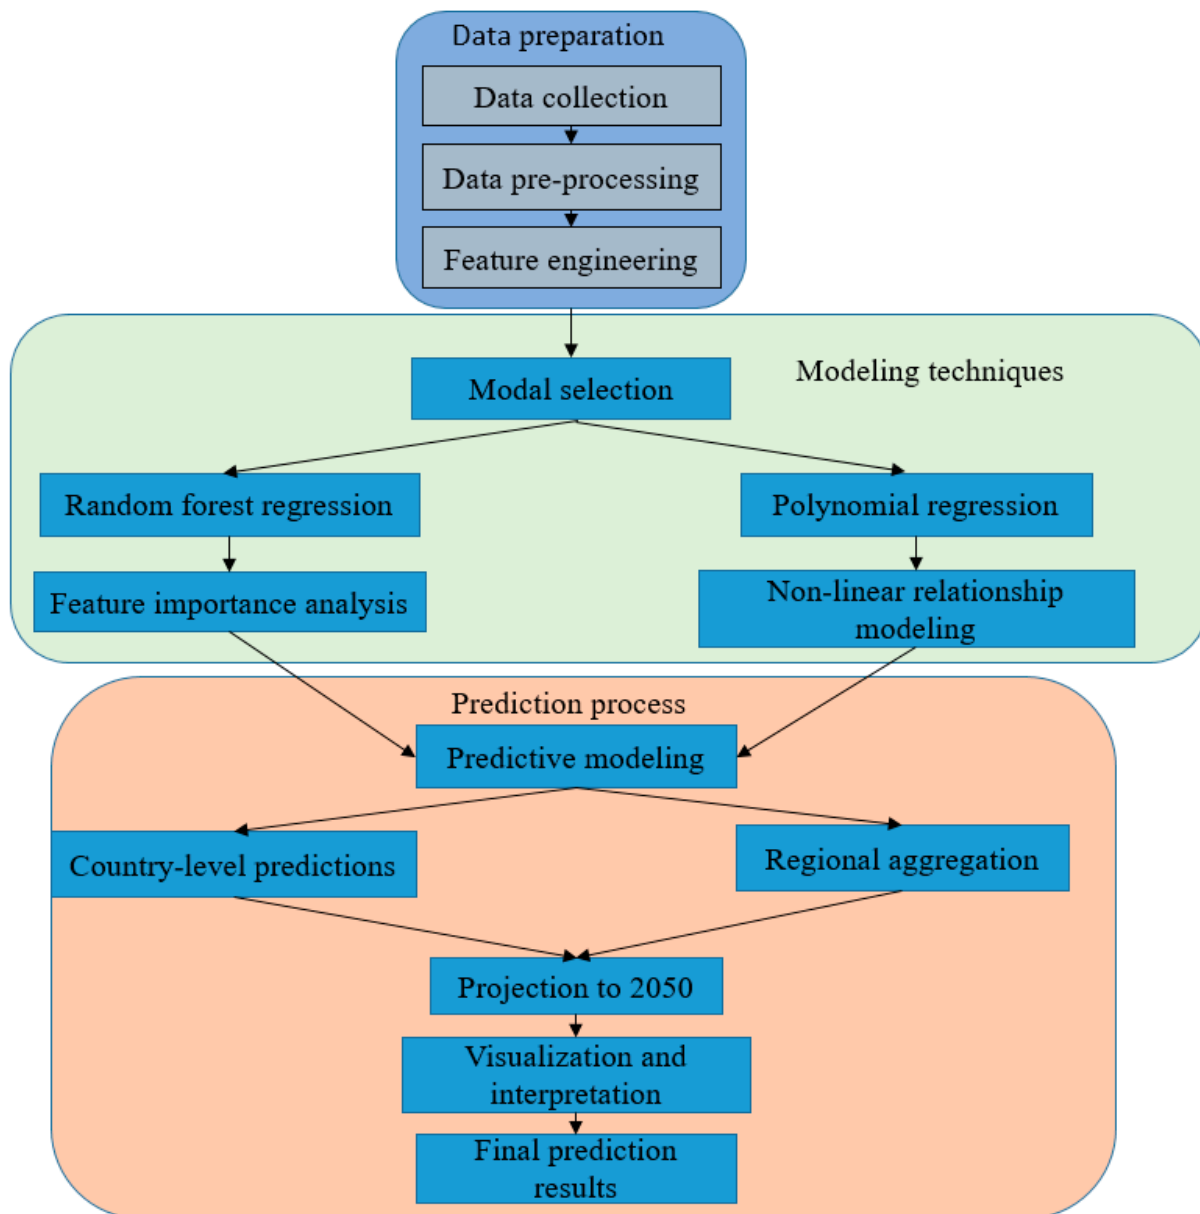 Data preparation
Data collection
Data pre-processing
Feature engineering
Modeling techniques
Modal selection
Random forest regression
Polynomial regression
Feature importance analysis
Non-linear relationship
modeling
Prediction process
Predictive modeling
Country-level predictions
Regional aggregation
Projection to 2050
Visualization and
interpretation
Final prediction
results